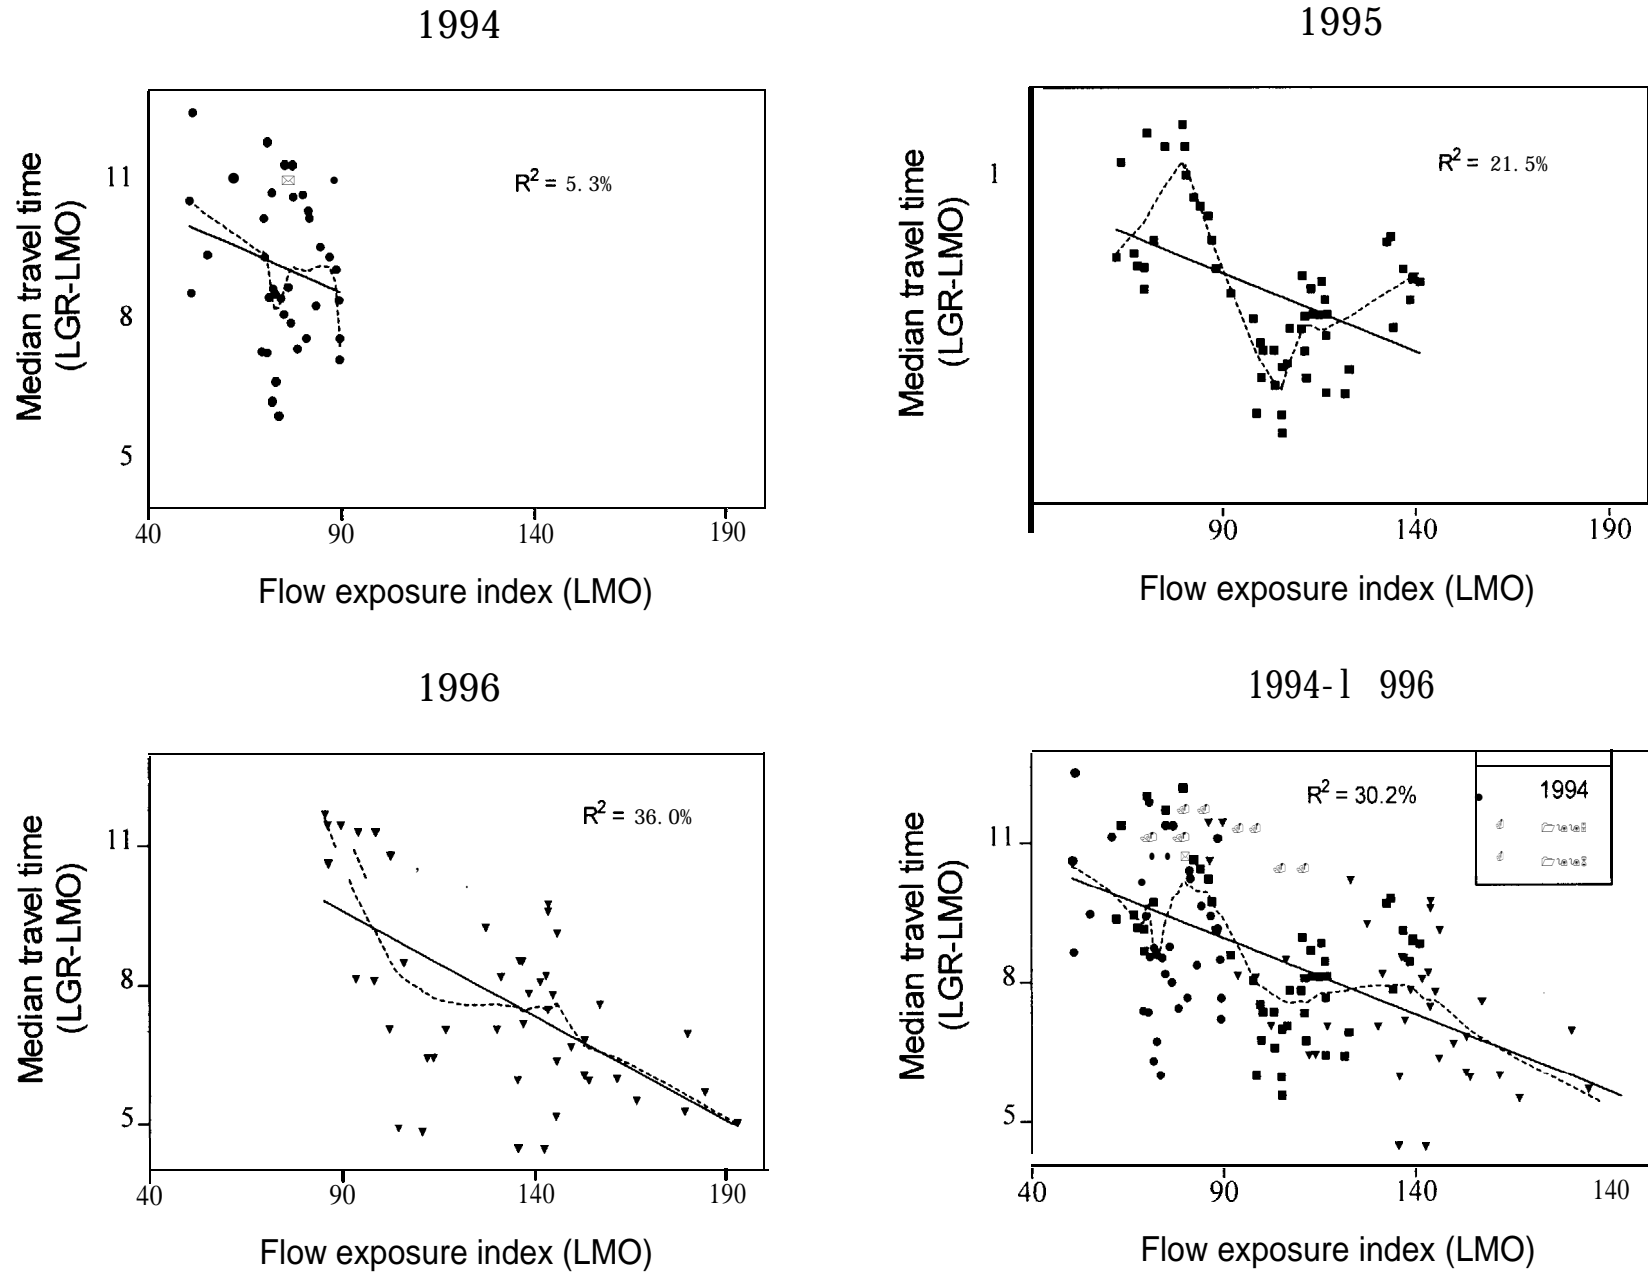 1994
Median travel time
(LGR-LMO)
11
8
5
R² = 5. 3%
40 90 140 190
Flow exposure index (LMO)
1995
Median travel time
(LGR-LMO)
1
R² = 21. 5%
90 140 190
Flow exposure index (LMO)
1996
Median travel time
(LGR-LMO)
11
8
5
R² = 36. 0%
40 90 140 190
Flow exposure index (LMO)
1994-l 996
Median travel time
(LGR-LMO)
11
8
5
R² = 30.2%
1994
40 90 140 140
Flow exposure index (LMO)